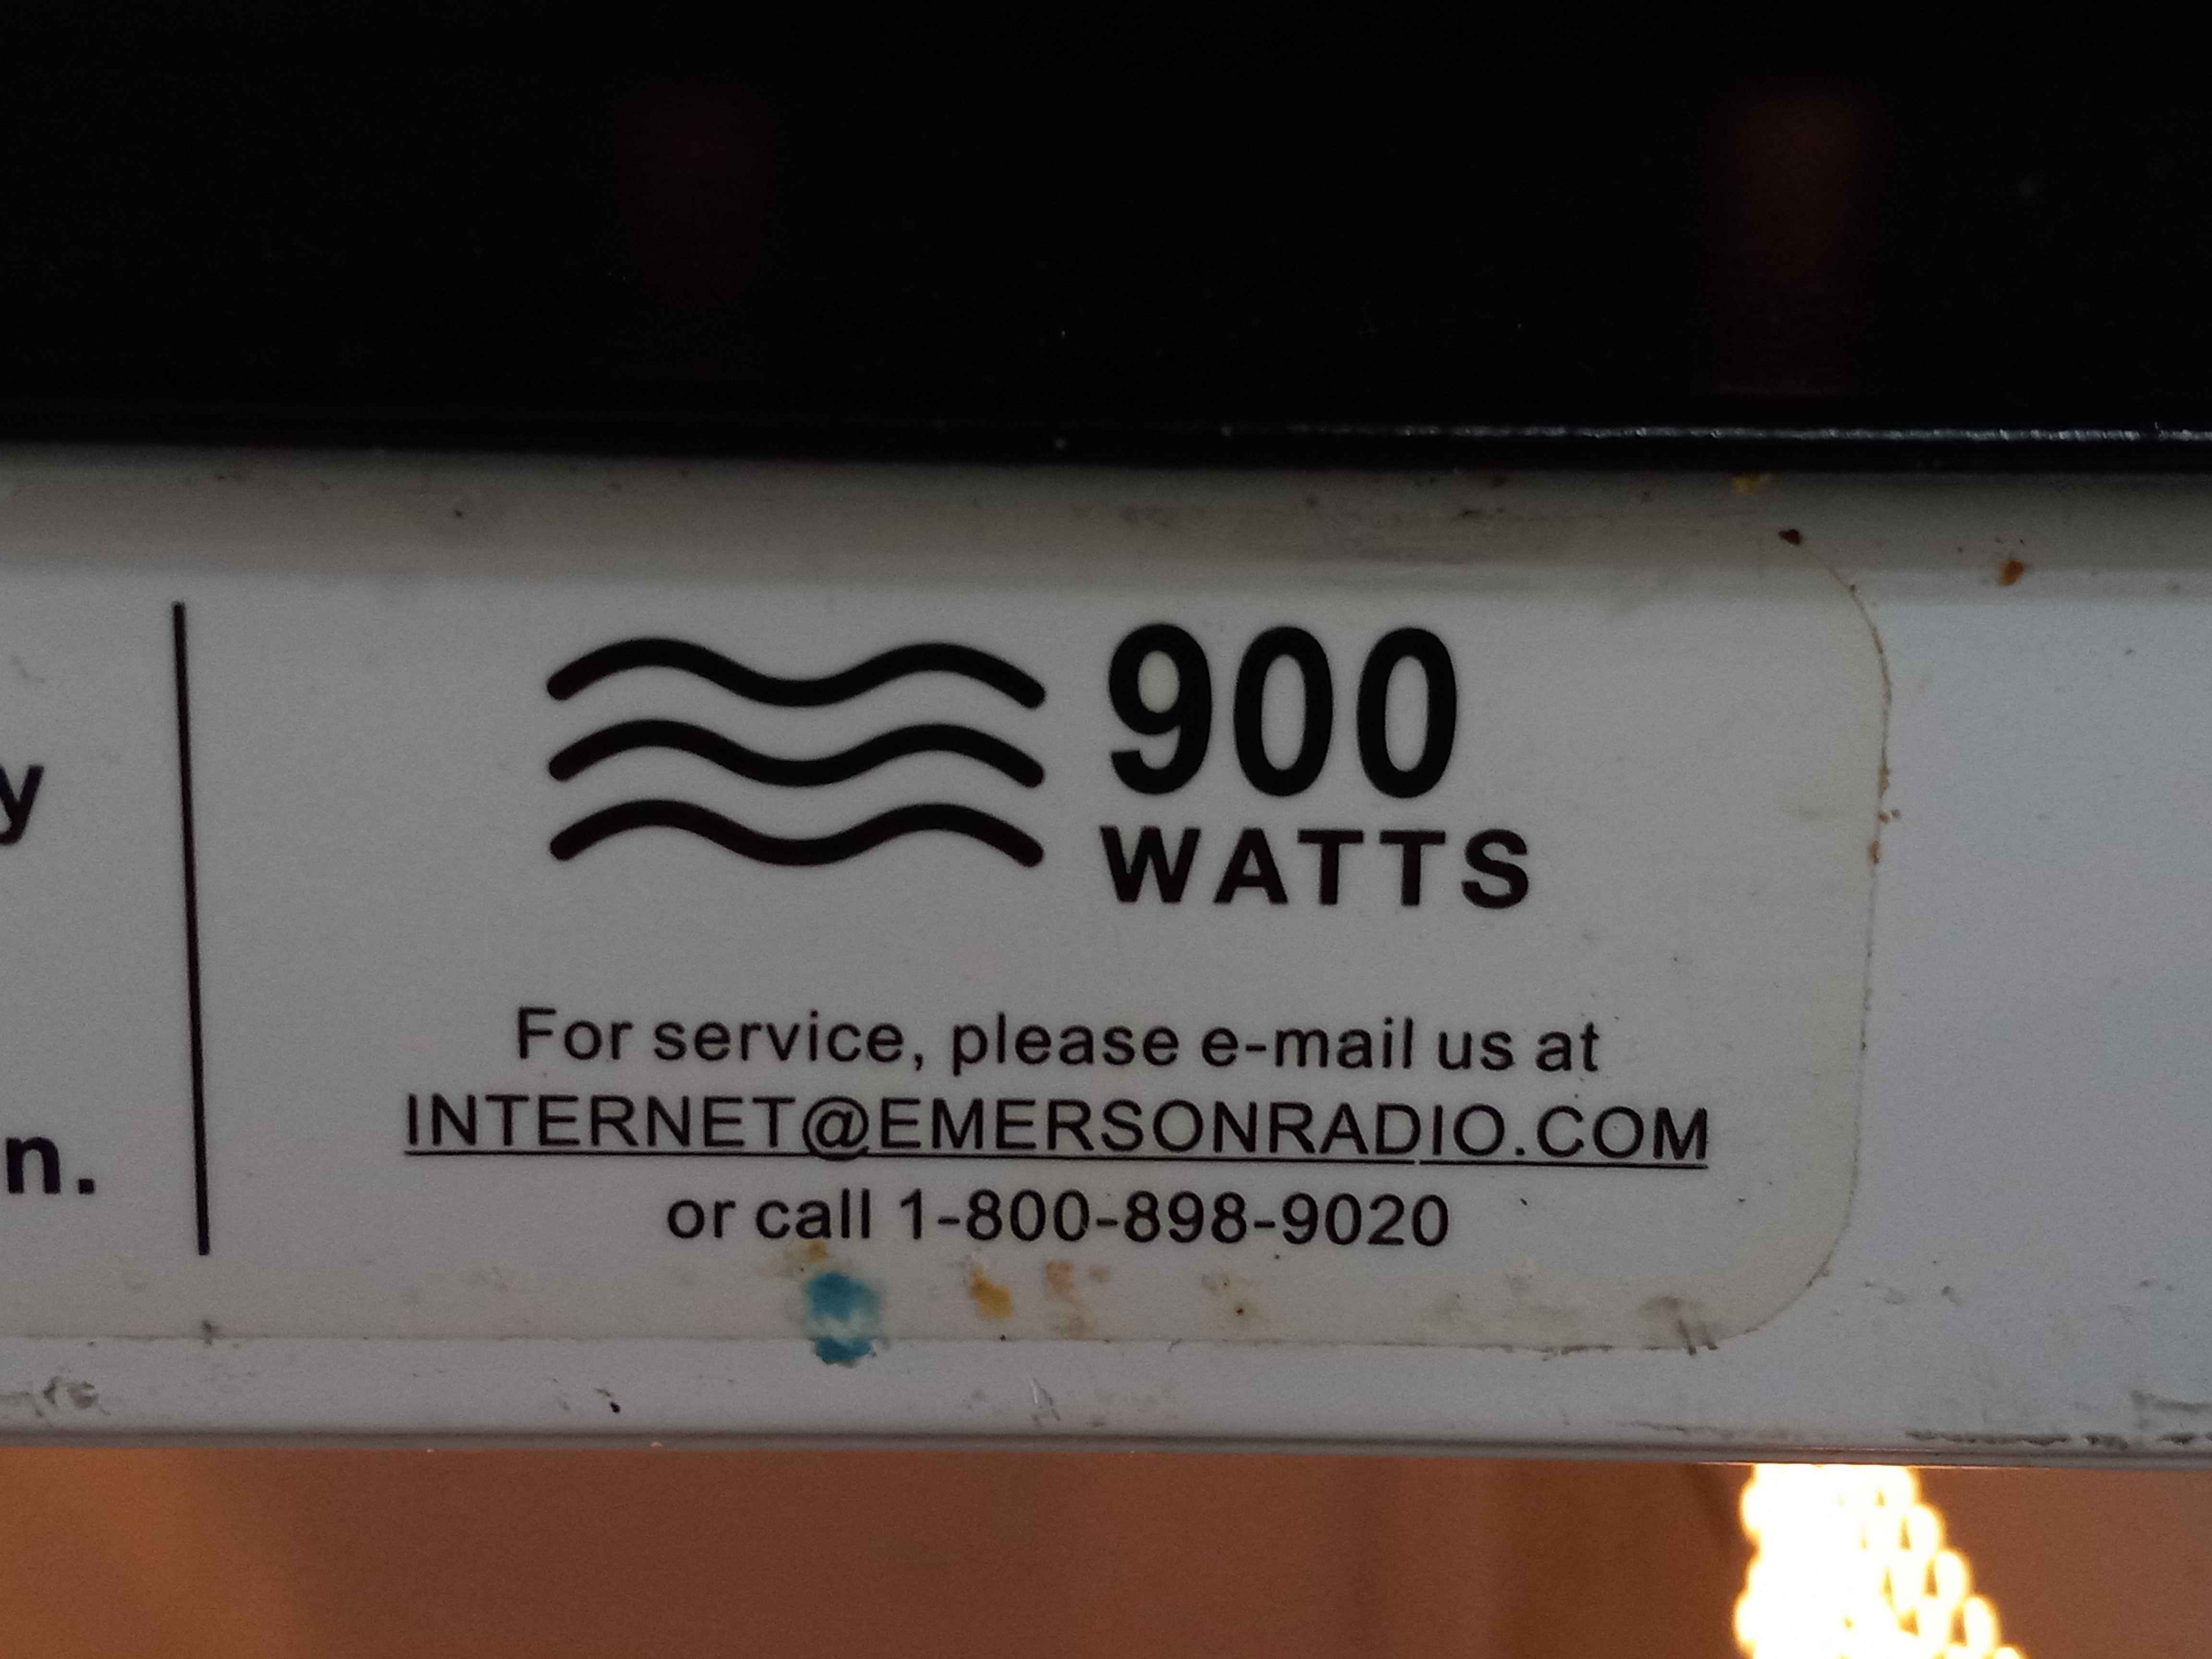 900
WATTS
For service, please e-mail us at
INTERNET@EMERSONRADIO.COM
or call 1-800-898-9020
y
n.